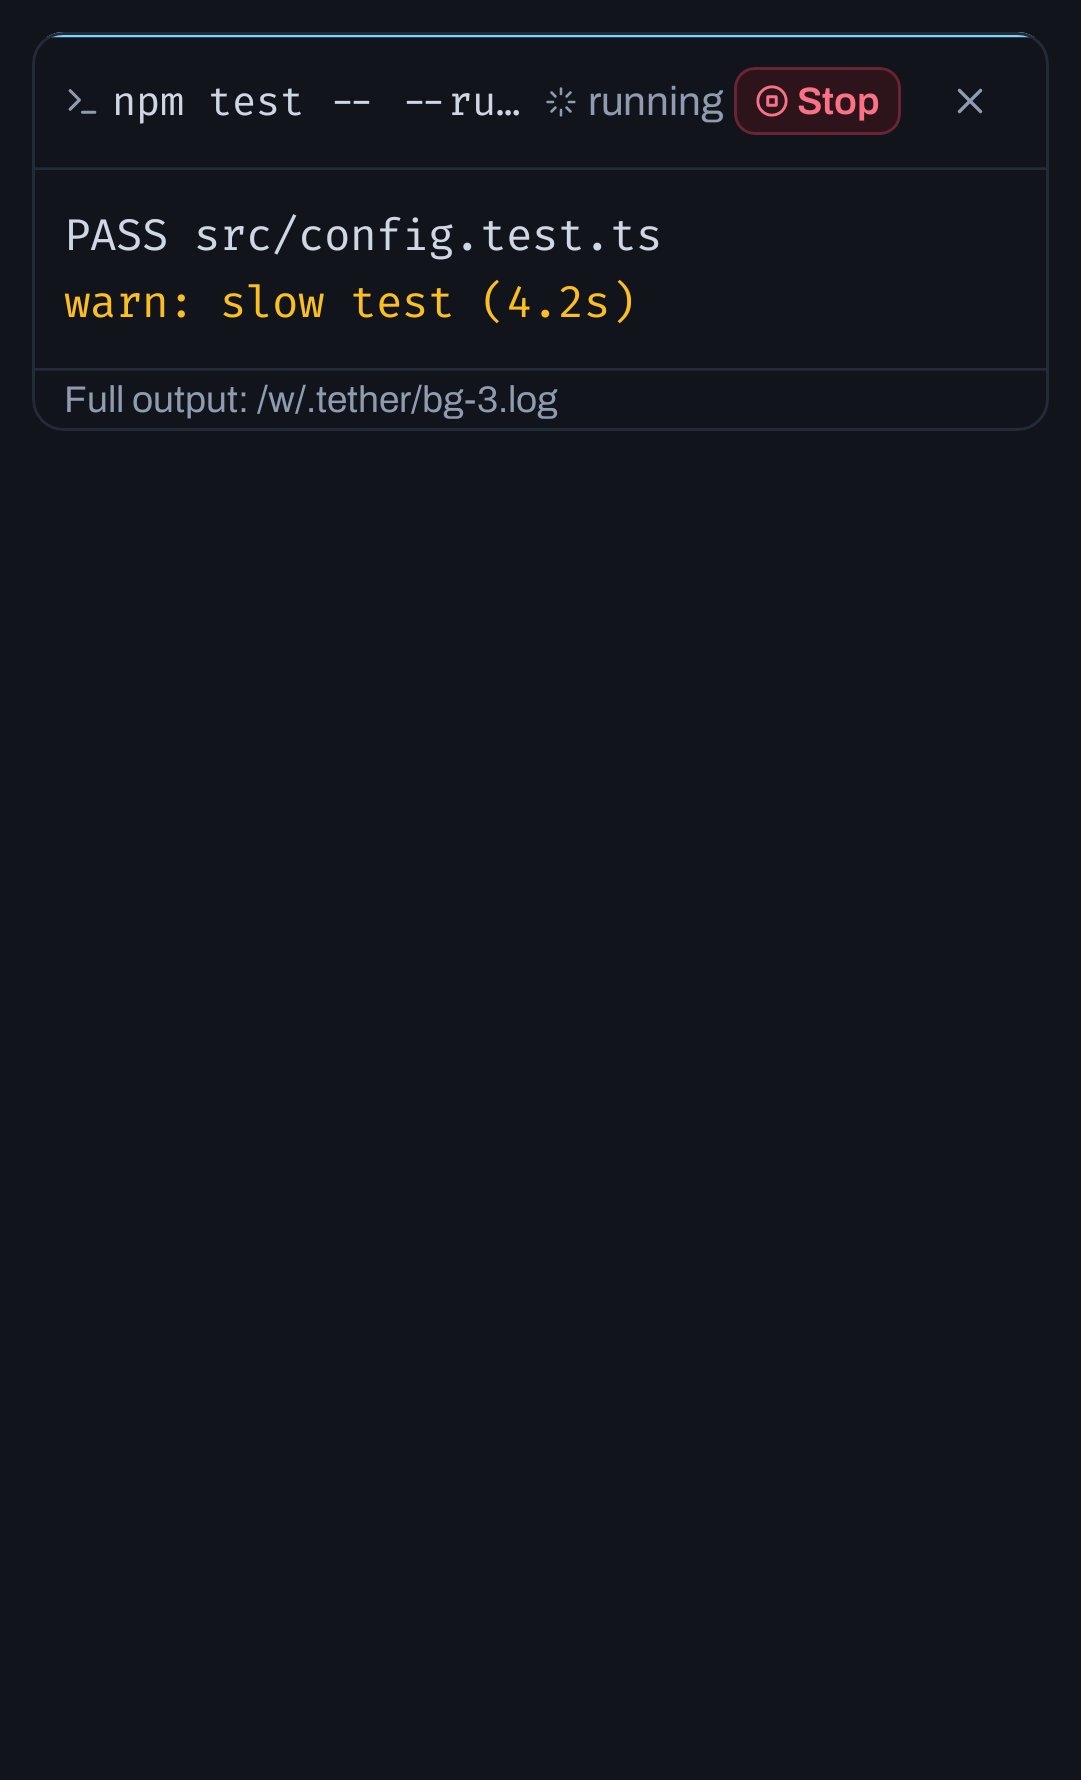 npm test -- --ru… running Stop
PASS src/config.test.ts
warn: slow test (4.2s)
Full output: /w/.tether/bg-3.log